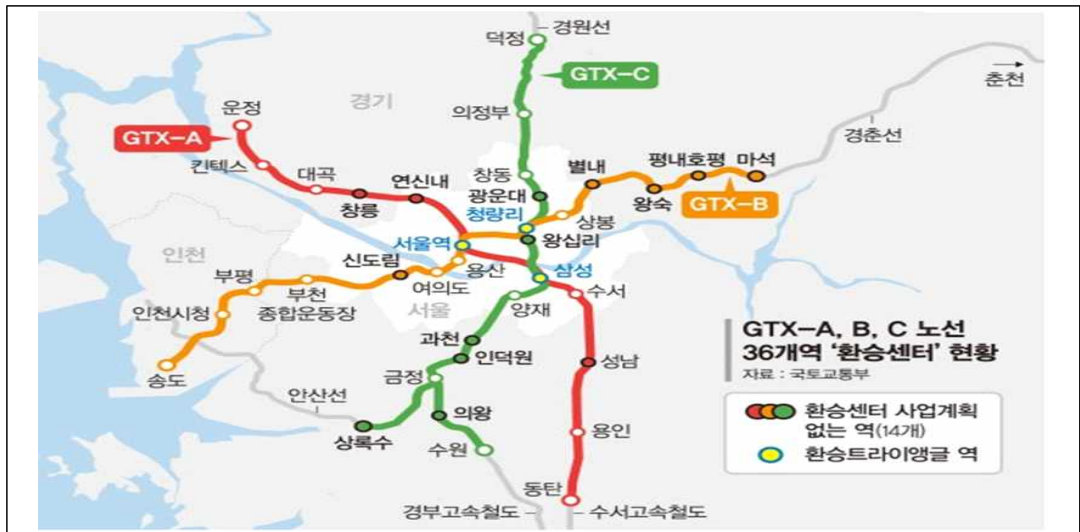 경원선
덕정
GTX-C
춘천
경기
운정
의정부
경춘선
GTX-A
킨텍스
대곡
연신내
창동
별내
평내호평
마석
창릉
광운대
청량리
왕숙
GTX-B
상봉
서울역
왕십리
인천
신도림
용산
삼성
부평
부천
종합운동장
여의도
수서
인천시청
서울
양재
GTX-A, B, C 노선
36개역 ‘환승센터’ 현황
자료 : 국토교통부
과천
인덕원
성남
송도
금정
안산선
환승센터 사업계획
없는 역(14개)
의왕
용인
상록수
수원
환승트라이앵글 역
동탄
경부고속철도
수서고속철도